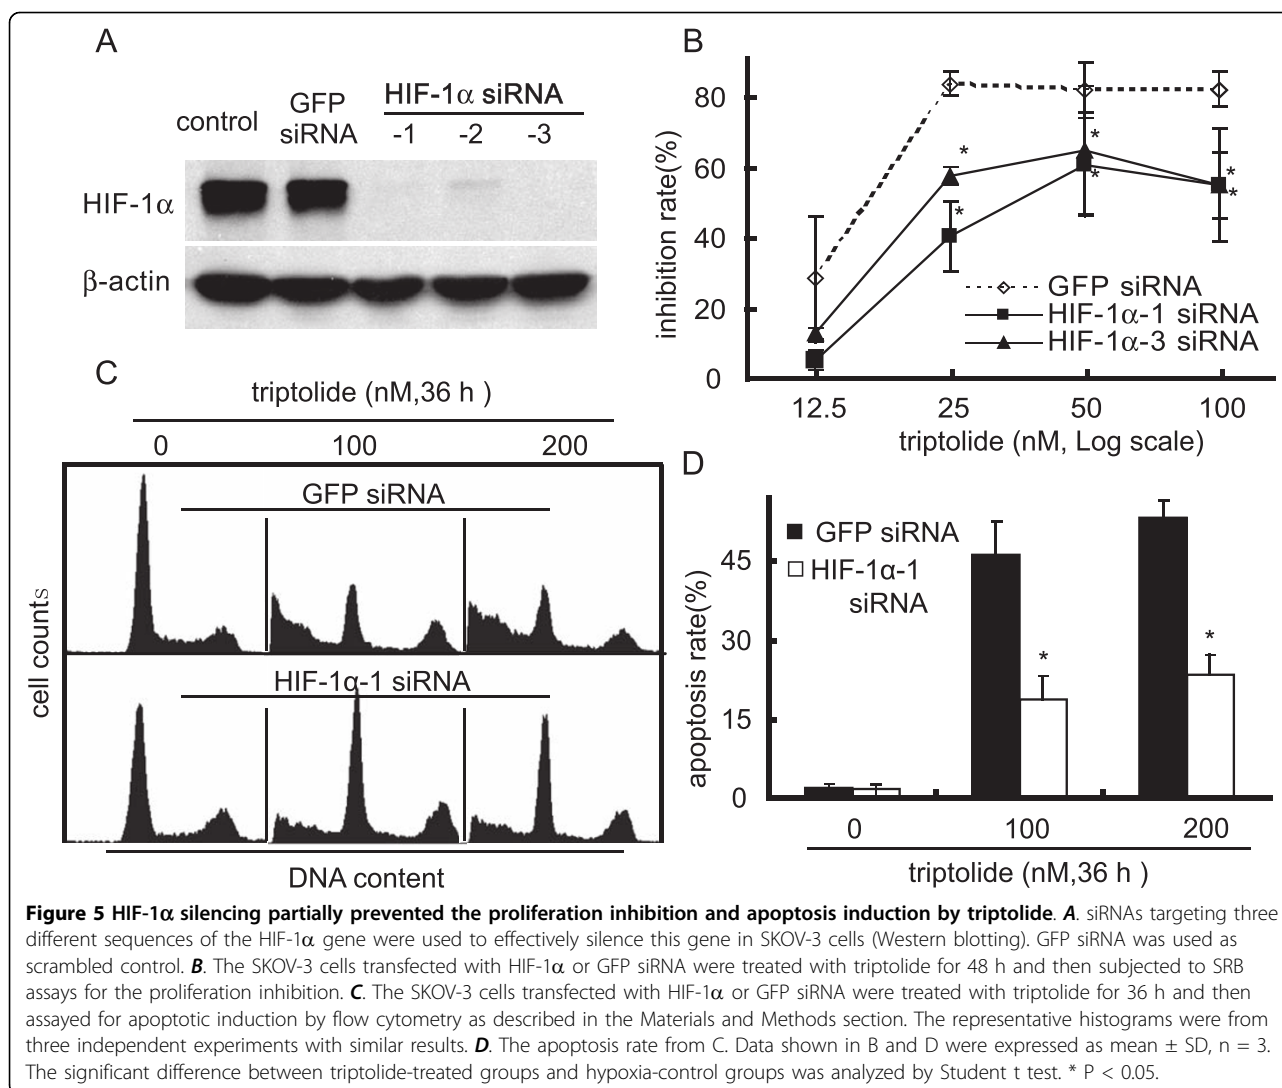 A
control
GFP
siRNA
HIF-1α siRNA
-1 -2 -3
HIF-1α
β-actin
B
inhibition rate(%)
80
60
40
20
0
*
*
*
*
*
*
GFP siRNA
HIF-1α-1 siRNA
HIF-1α-3 siRNA
12.5 25 50 100
triptolide (nM, Log scale)
C
triptolide (nM,36 h )
0 100 200
GFP siRNA
HIF-1α-1 siRNA
cell counts
DNA content
D
GFP siRNA
HIF-1α-1
siRNA
apoptosis rate(%)
45
30
15
0
*
*
0 100 200
triptolide (nM,36 h )
Figure 5 HIF-1α silencing partially prevented the proliferation inhibition and apoptosis induction by triptolide. A. siRNAs targeting three
different sequences of the HIF-1α gene were used to effectively silence this gene in SKOV-3 cells (Western blotting). GFP siRNA was used as
scrambled control. B. The SKOV-3 cells transfected with HIF-1α or GFP siRNA were treated with triptolide for 48 h and then subjected to SRB
assays for the proliferation inhibition. C. The SKOV-3 cells transfected with HIF-1α or GFP siRNA were treated with triptolide for 36 h and then
assayed for apoptotic induction by flow cytometry as described in the Materials and Methods section. The representative histograms were from
three independent experiments with similar results. D. The apoptosis rate from C. Data shown in B and D were expressed as mean ± SD, n = 3.
The significant difference between triptolide-treated groups and hypoxia-control groups was analyzed by Student t test. * P < 0.05.